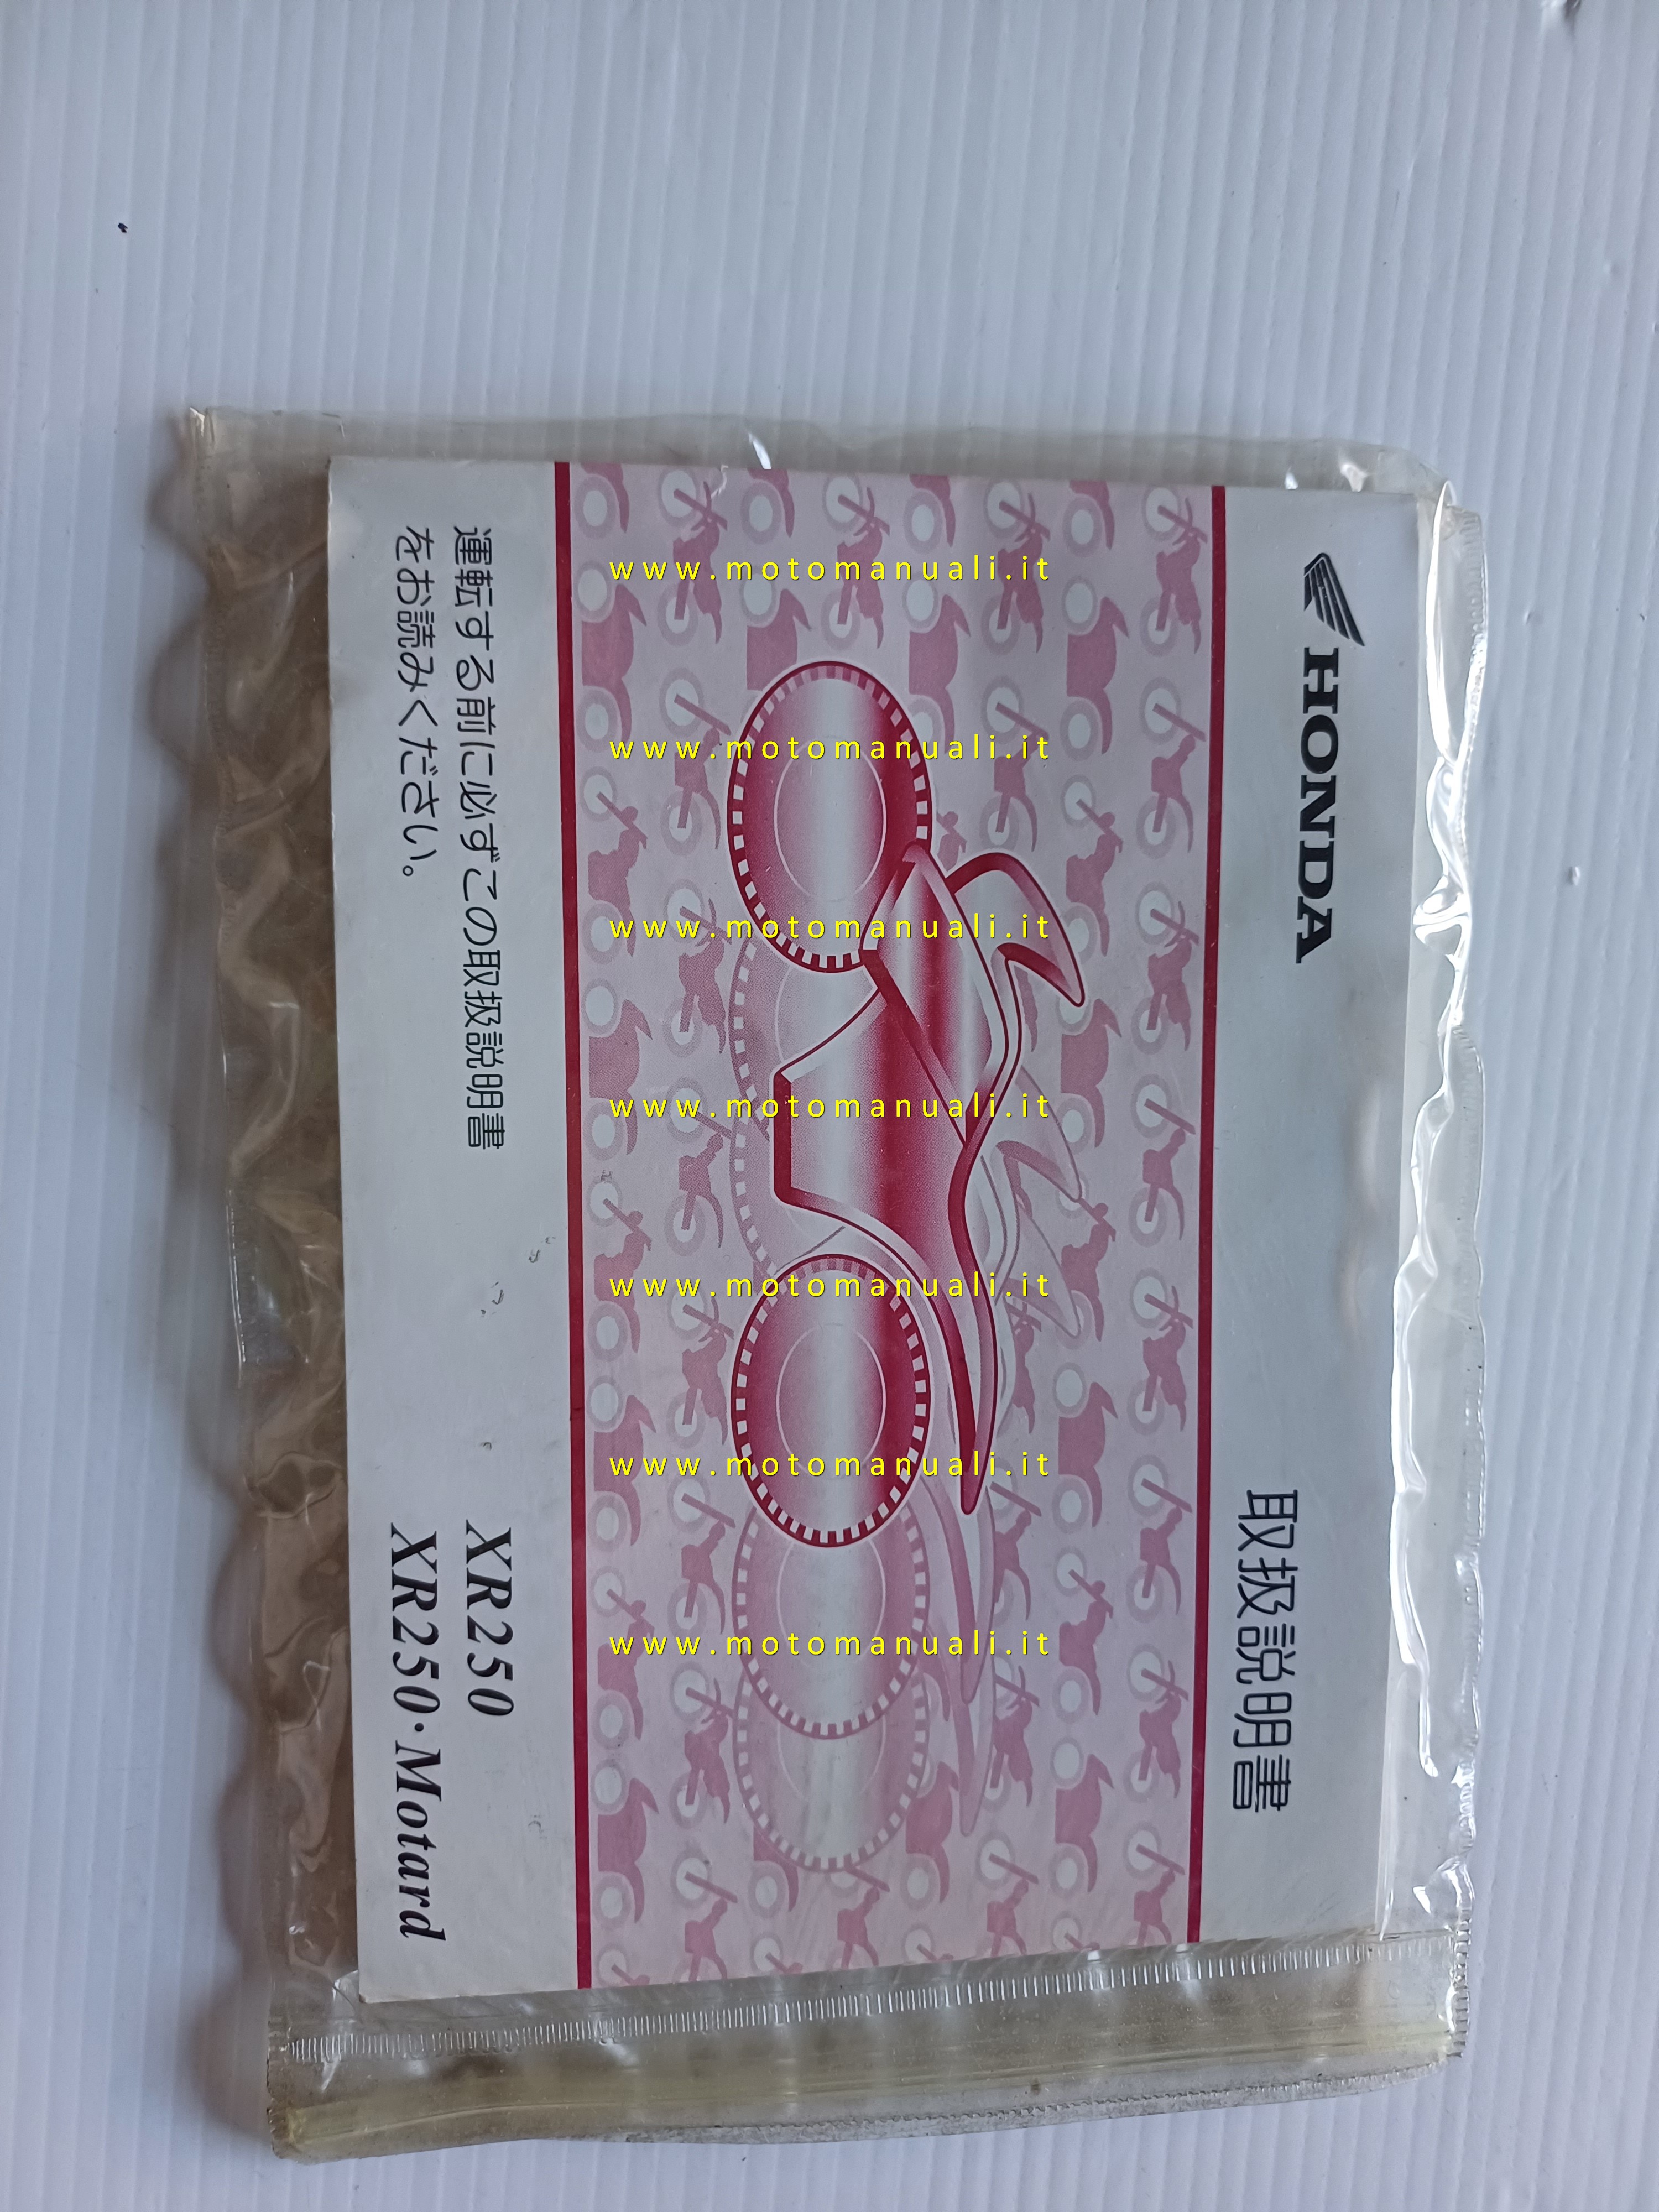 HONDA
取扱説明書
www.motomanuali.it
www.motomanuali.it
www.motomanuali.it
www.motomanuali.it
www.motomanuali.it
www.motomanuali.it
www.motomanuali.it
運転する前に必ずこの取扱説明書
をお読みください。
XR250
XR250·Motard